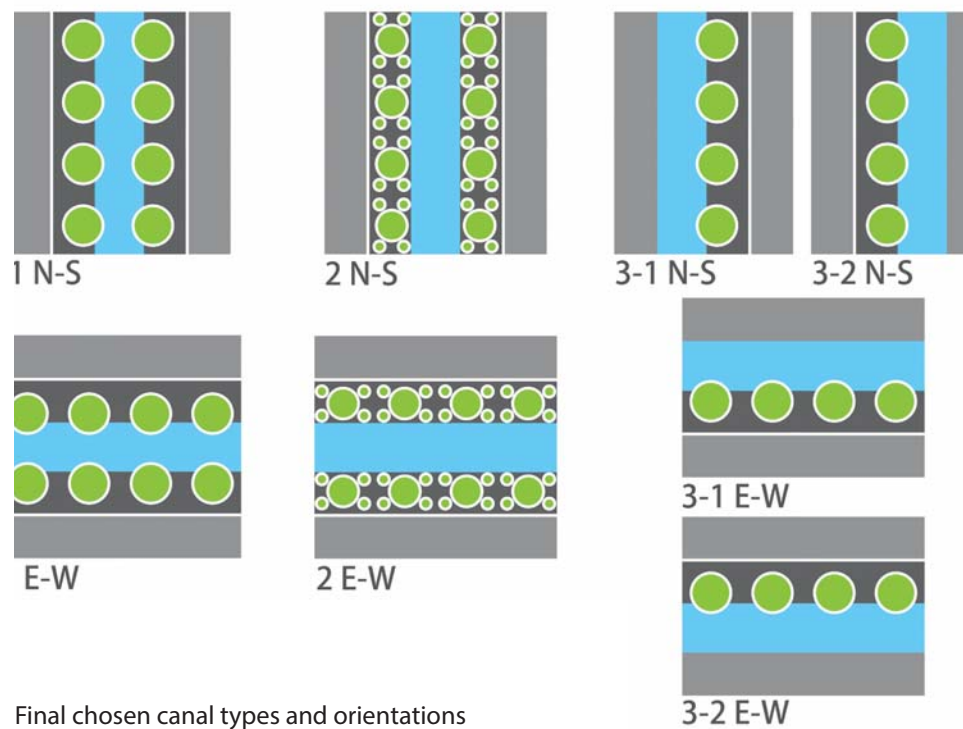 1 N-S
2 N-S
3-1 N-S
3-2 N-S
E-W
2 E-W
3-1 E-W
3-2 E-W
Final chosen canal types and orientations